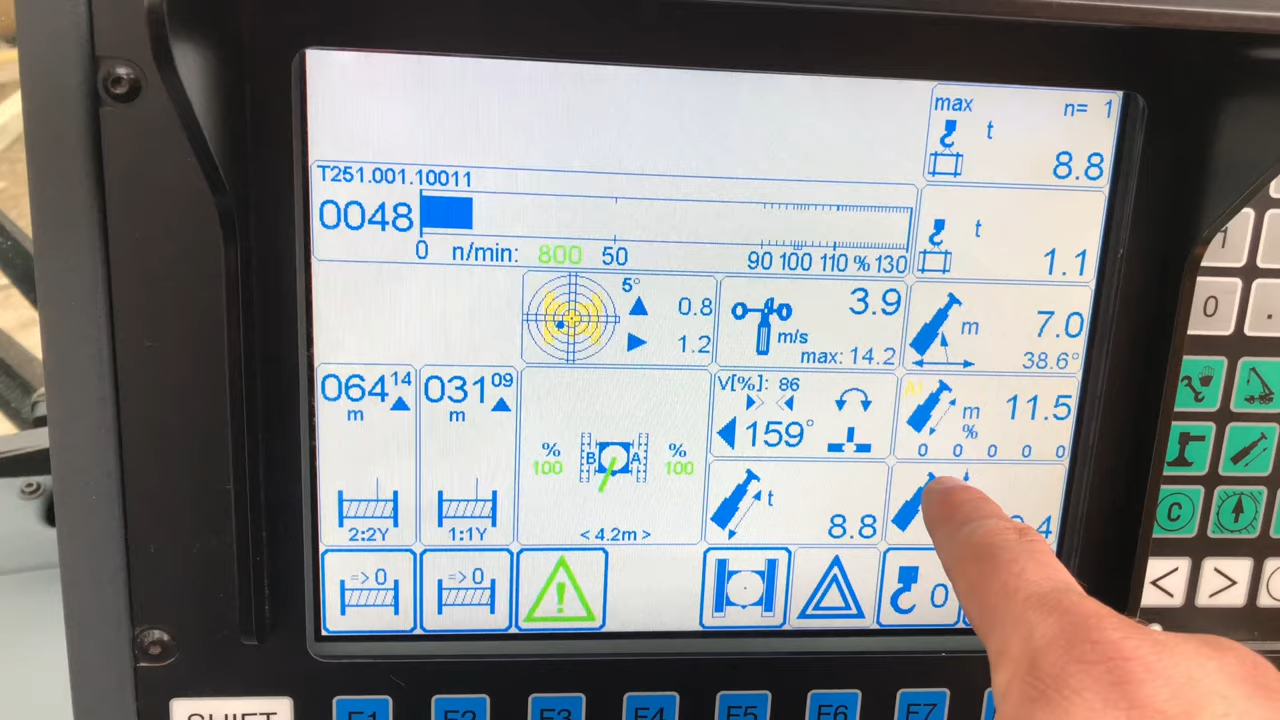 max n= 1
t
8.8
T251.001.10011
0048
0 n/min: 800 50 90 100 110 % 130
t
1.1
5°
0.8
1.2
3.9
m/s
max: 14.2
m 7.0
38.6°
064 14
m
031 09
m
% 100
B A
% 100
V[%]: 86
159°
m 11.5
%
0 0 0 0 0
2:2Y
1:1Y
< 4.2m >
t
8.8
.4
=> 0
=> 0
!
0
1
0
.
C
<
>
SHIFT F1 F2 F3 F4 F5 F6 F7